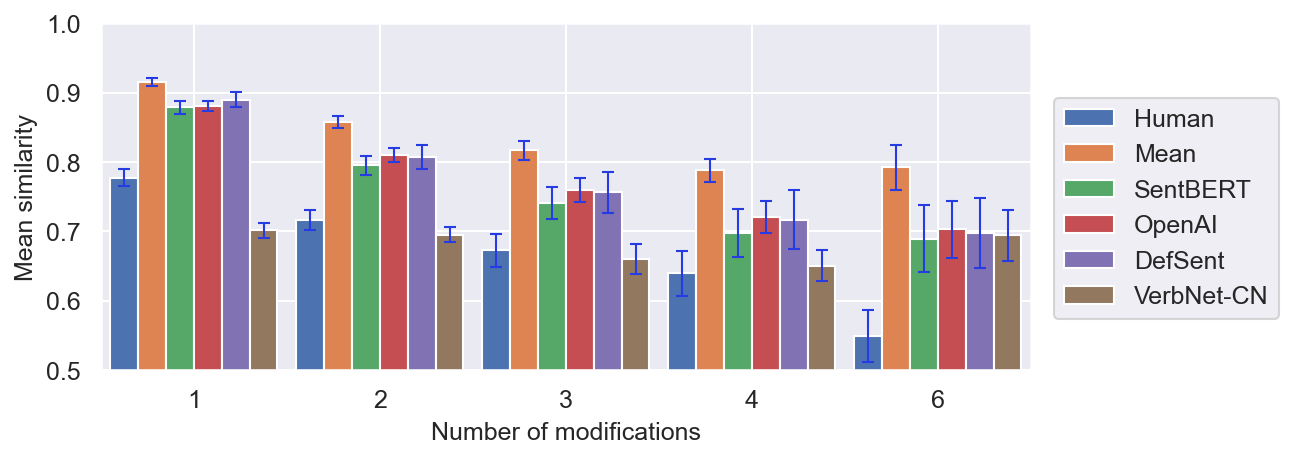 1.0
0.9
0.8
0.7
0.6
0.5
Mean similarity
1 2 3 4 6
Number of modifications
Human
Mean
SentBERT
OpenAI
DefSent
VerbNet-CN